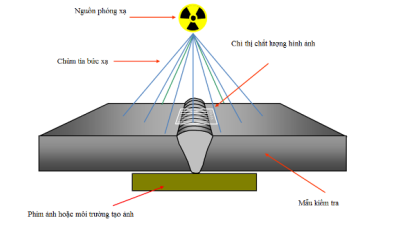 Nguồn phóng xạ
Chỉ thị chất lượng hình ảnh
Chùm tia bức xạ
Mẫu kiểm tra
Phim ảnh hoặc môi trường tạo ảnh